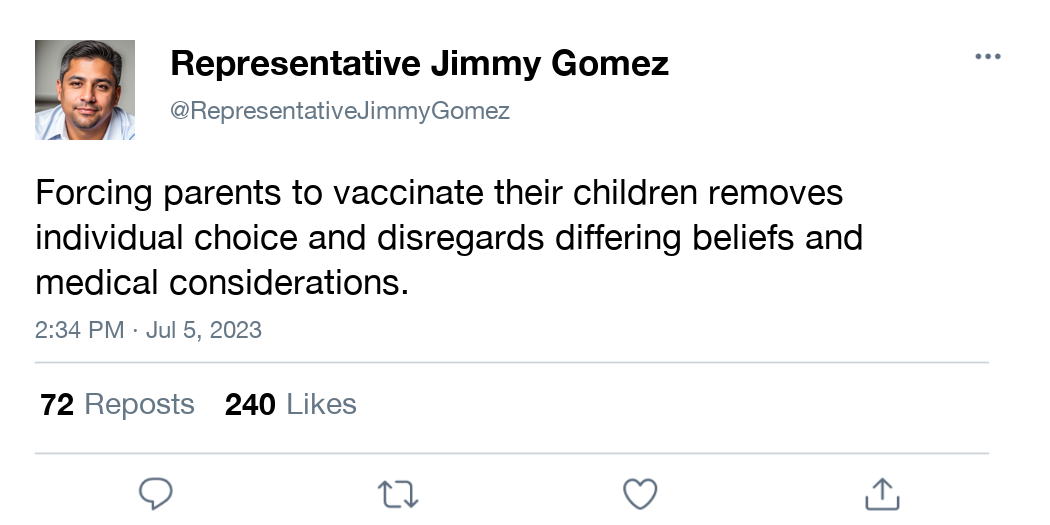 Representative Jimmy Gomez
@RepresentativeJimmyGomez
Forcing parents to vaccinate their children removes
individual choice and disregards differing beliefs and
medical considerations.
2:34 PM · Jul 5, 2023
72 Reposts 240 Likes